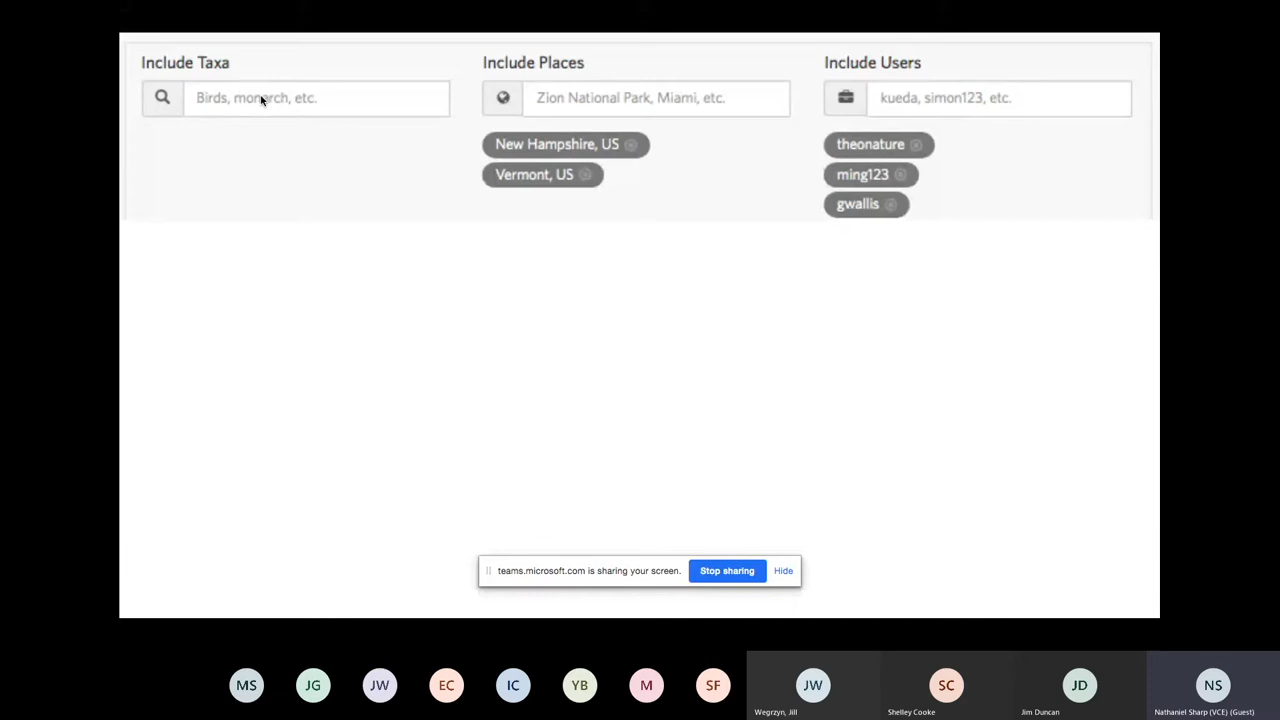 Include Taxa
Birds, monarch, etc.
Include Places
Zion National Park, Miami, etc.
New Hampshire, US
Vermont, US
Include Users
kueda, simon123, etc.
theonature
ming123
gwallis
teams.microsoft.com is sharing your screen.
Stop sharing
Hide
MS
JG
JW
EC
IC
YB
M
SF
JW
Wegrzyn, Jill
SC
Shelley Cooke
JD
Jim Duncan
NS
Nathaniel Sharp (VCE) (Guest)